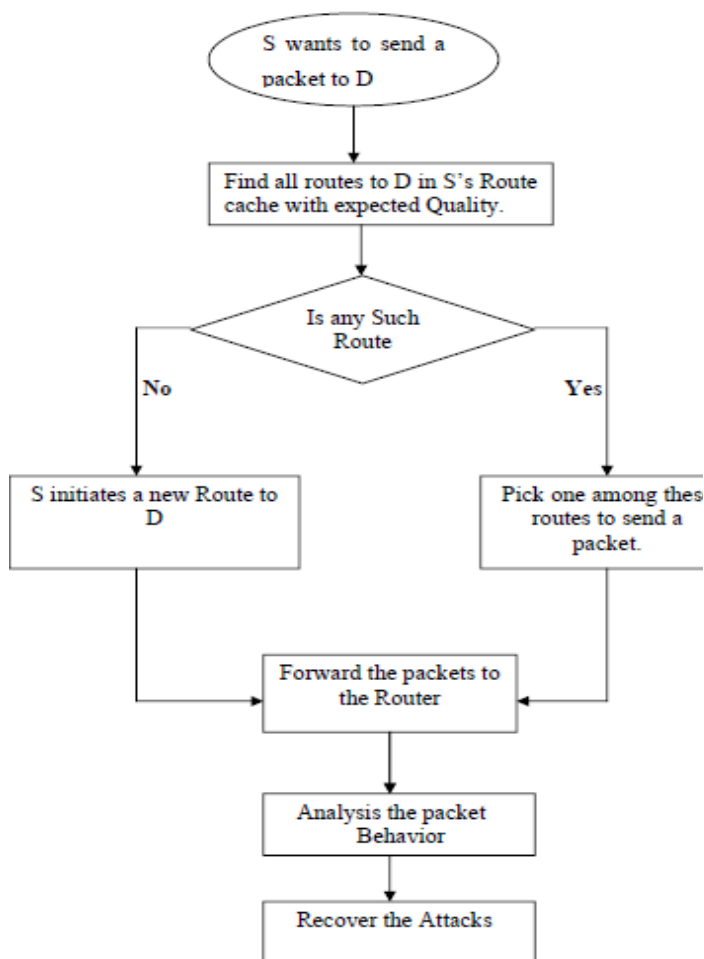 S wants to send a
packet to D
Find all routes to D in S's Route
cache with expected Quality.
Is any Such
Route
No
Yes
S initiates a new Route to
D
Pick one among thes
routes to send a
packet.
Forward the packets to
the Router
Analysis the packet
Behavior
Recover the Attacks